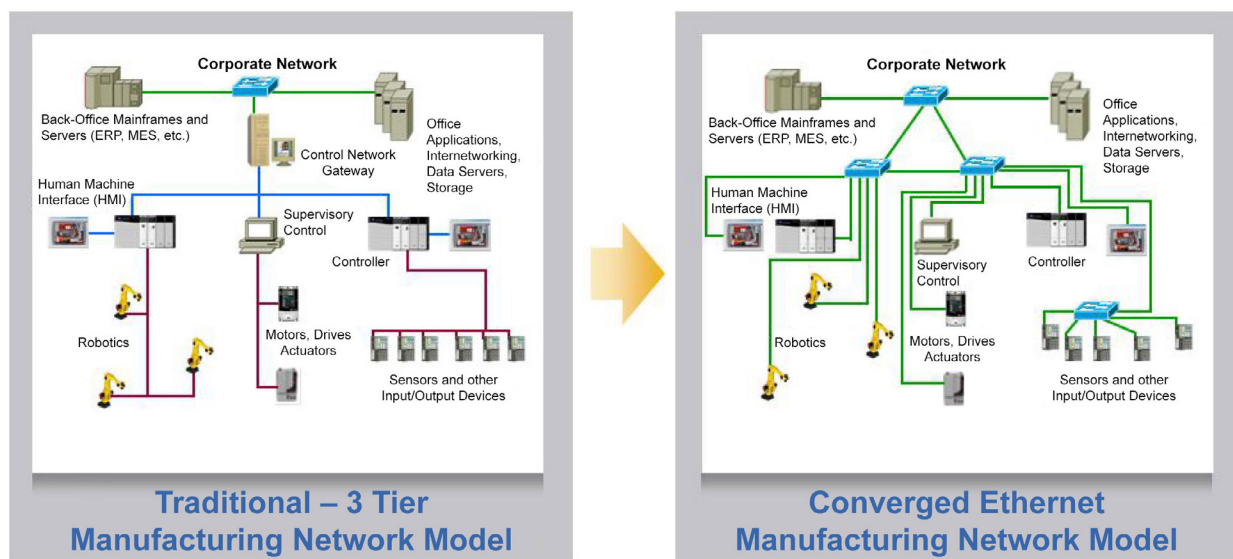 Corporate Network
Back-Office Mainframes and
Servers (ERP, MES, etc.)
Office
Applications,
Internetworking,
Data Servers,
Storage
Control Network
Gateway
Human Machine
Interface (HMI)
Supervisory
Control
Controller
Robotics
Motors, Drives
Actuators
Sensors and other
Input/Output Devices
Traditional – 3 Tier
Manufacturing Network Model
Corporate Network
Back-Office Mainframes and
Servers (ERP, MES, etc.)
Office
Applications,
Internetworking,
Data Servers,
Storage
Human Machine
Interface (HMI)
Supervisory
Control
Controller
Robotics
Motors, Drives
Actuators
Sensors and other
Input/Output Devices
Converged Ethernet
Manufacturing Network Model